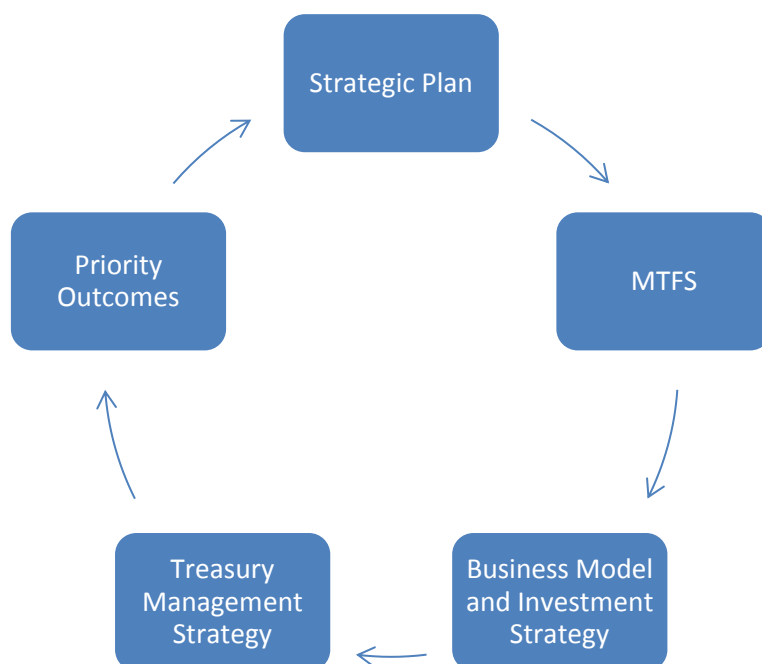 Strategic Plan
MTFS
Business Model
and Investment
Strategy
Treasury
Management
Strategy
Priority
Outcomes